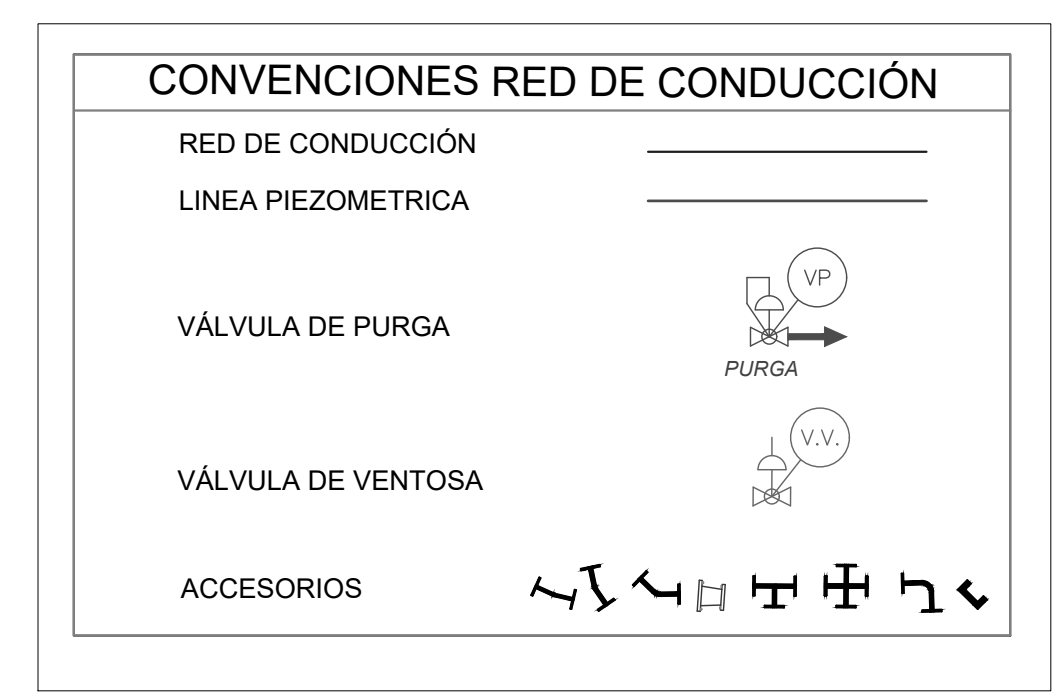 CONVENCIONES RED DE CONDUCCIÓN
RED DE CONDUCCIÓN
LINEA PIEZOMETRICA
VP
VÁLVULA DE PURGA
PURGA
V.V.
VÁLVULA DE VENTOSA
ACCESORIOS